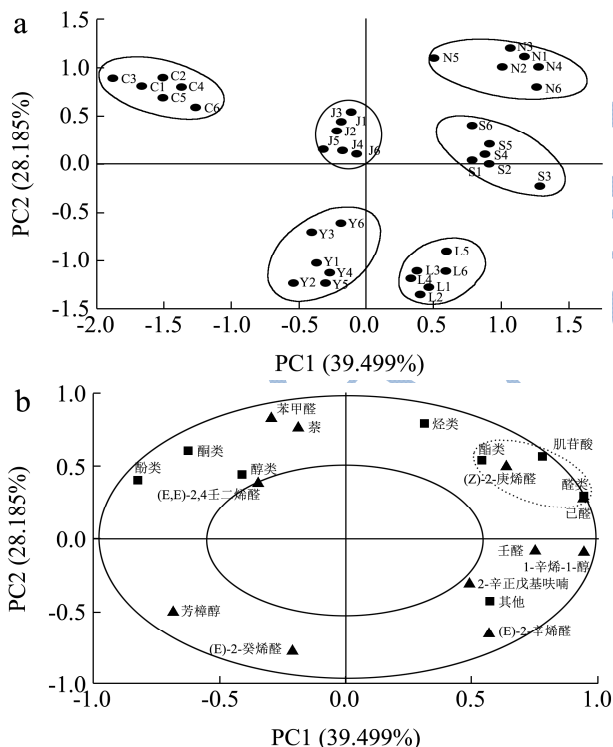 a
1.5
1.0
0.5
0.0
-0.5
-1.0
-1.5
PC2 (28.185%)
C3
C2
C1
C4
C5
C6
N3
N5
N1
N2
N4
N6
J3
J1
J2
J5
J4
J6
S6
S5
S4
S1
S2
S3
Y6
Y3
Y1
Y4
Y2
Y5
L5
L3
L6
L4
L1
L2
-2.0
-1.5
-1.0
-0.5
0.0
0.5
1.0
1.5
PC1 (39.499%)
b
1.0
0.5
0.0
-0.5
-1.0
PC2 (28.185%)
苯甲醛
萘
烃类
酮类
酚类
醇类
(E,E)-2,4壬二烯醛
酯类
肌苷酸
(Z)-2-庚烯醛
醛类
已醛
壬醛
1-辛烯-1-醇
2-辛正戊基呋喃
其他
芳樟醇
(E)-2-癸烯醛
(E)-2-辛烯醛
-1.0
-0.5
0.0
0.5
1.0
PC1 (39.499%)